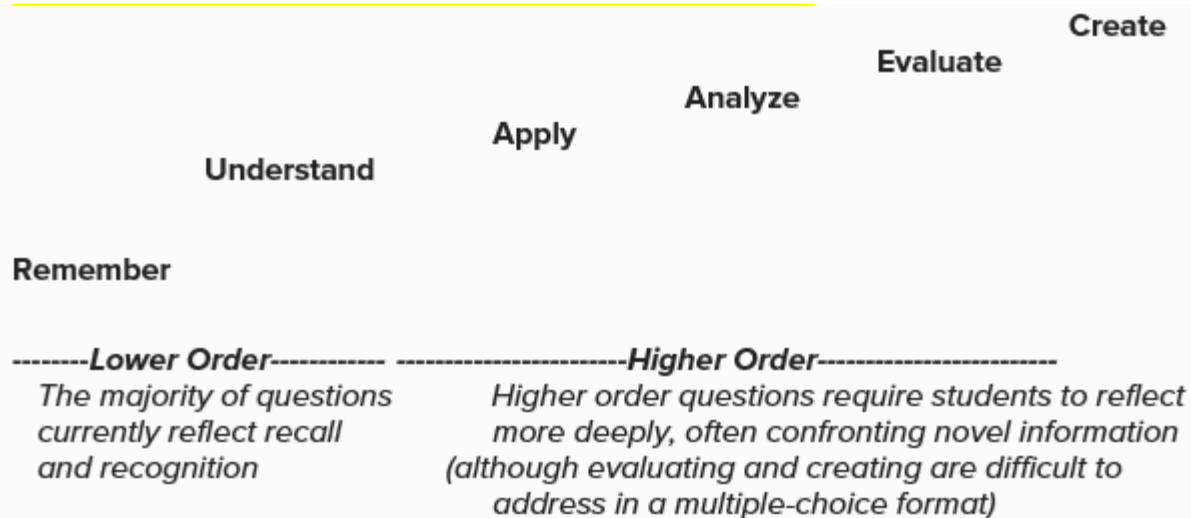 Create
Evaluate
Analyze
Apply
Understand
Remember
--------Lower Order------------ ------------------------Higher Order-------------------------
The majority of questions Higher order questions require students to reflect
currently reflect recall more deeply, often confronting novel information
and recognition (although evaluating and creating are difficult to
address in a multiple-choice format)